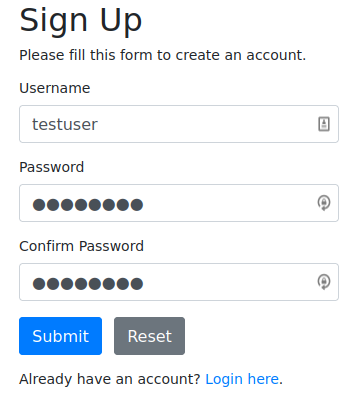 Sign Up
Please fill this form to create an account.
Username
testuser
Password
●●●●●●●●
Confirm Password
●●●●●●●●
Submit Reset
Already have an account? Login here.